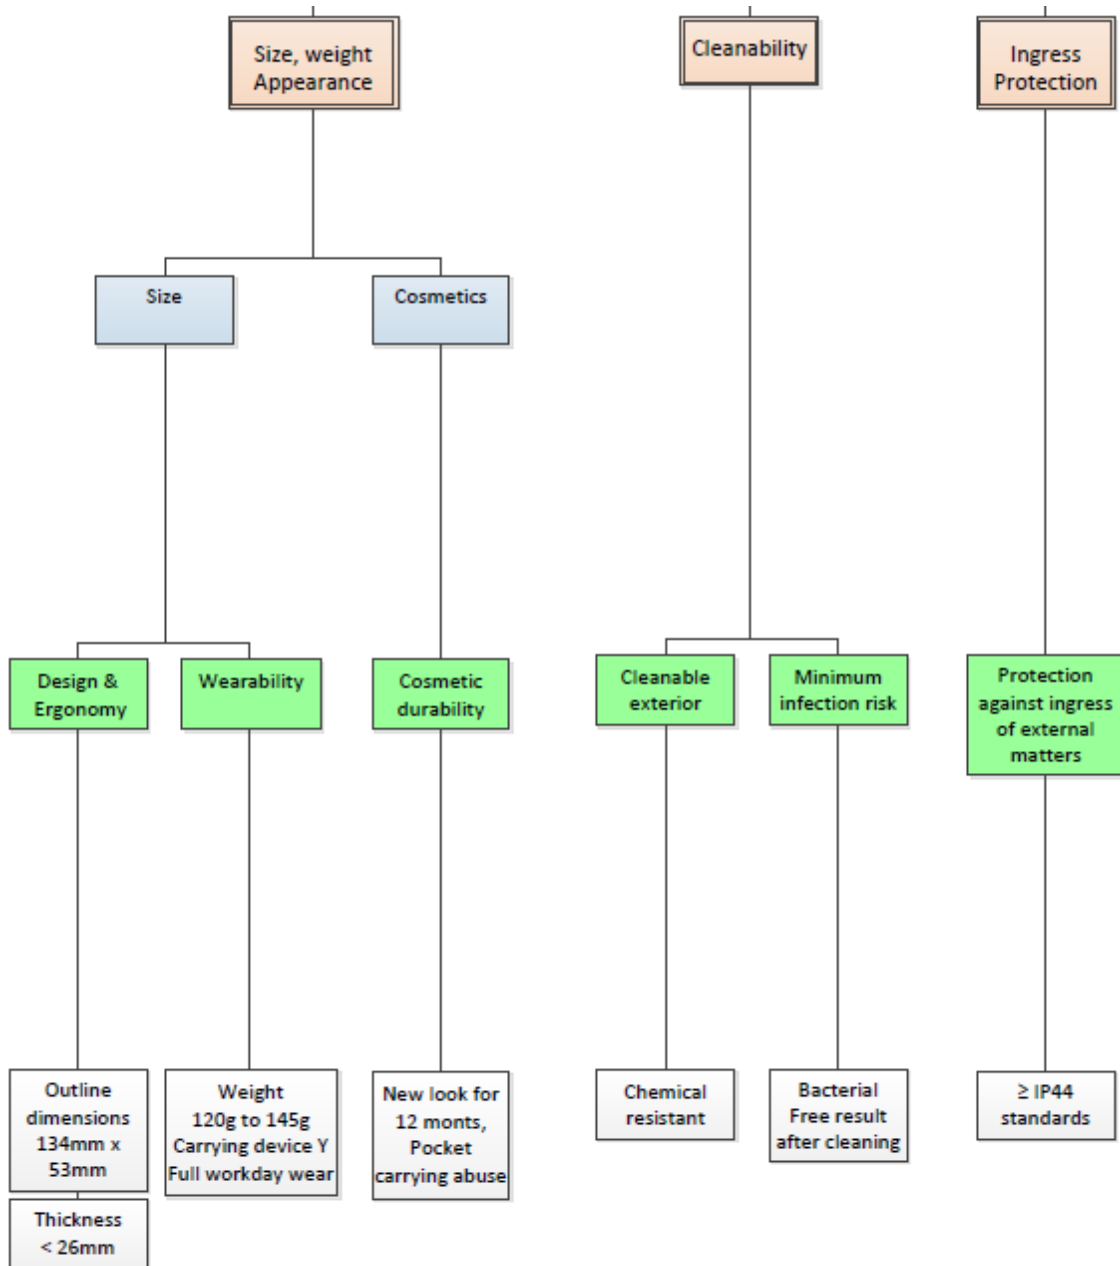 Size, weight
Appearance
Cleanability
Ingress
Protection
Size
Cosmetics
Design &
Ergonomy
Wearability
Cosmetic
durability
Cleanable
exterior
Minimum
infection risk
Protection
against ingress
of external
matters
Outline
dimensions
134mm x
53mm
Thickness
< 26mm
Weight
120g to 145g
Carrying device Y
Full workday wear
New look for
12 monts,
Pocket
carrying abuse
Chemical
resistant
Bacterial
Free result
after cleaning
≥ IP44
standards